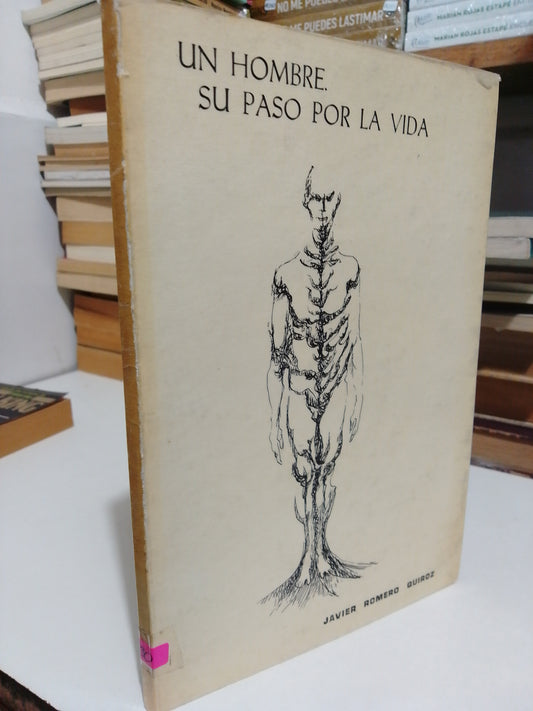 NO ME PUEDES LASTIMAR
MARIAN ROJAS ESTAPÉ
MARIAN ROJAS ESTAPÉ
UN HOMBRE.
SU PASO POR LA VIDA
JAVIER ROMERO QUIROZ